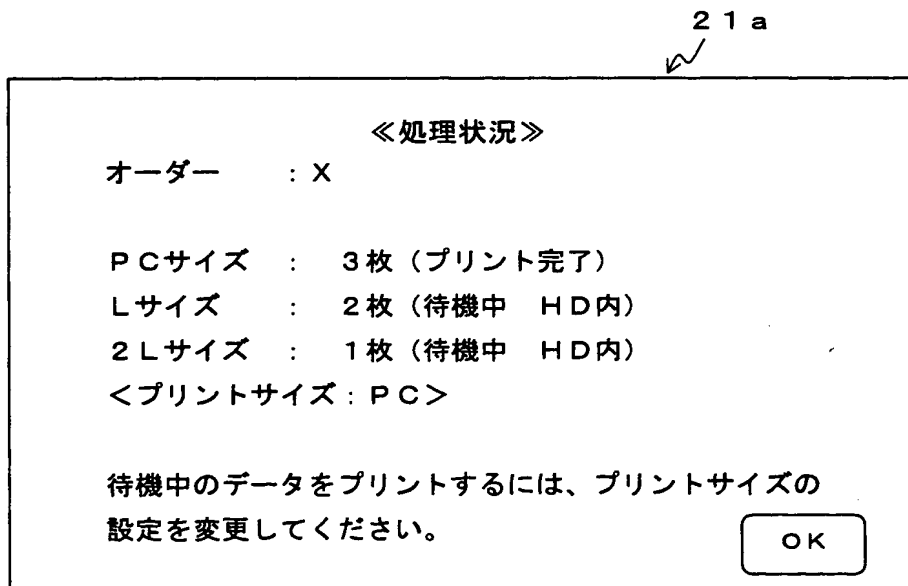 ２１ａ
≪処理状況≫
オーダー　　：Ｘ
ＰＣサイズ　：　３枚（プリント完了）
Ｌサイズ　　：　２枚（待機中　ＨＤ内）
２Ｌサイズ　：　１枚（待機中　ＨＤ内）
＜プリントサイズ：ＰＣ＞
待機中のデータをプリントするには、プリントサイズの
設定を変更してください。
ＯＫ